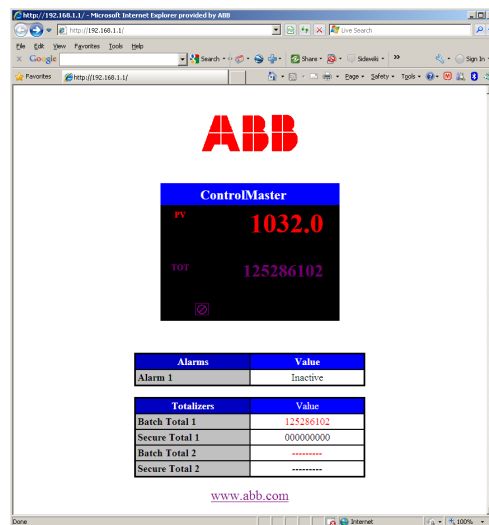 http://192.168.1.1/ - Microsoft Internet Explorer provided by ABB
http://192.168.1.1/
Live Search
File Edit View Favorites Tools Help
x Google Search Share Sidewiki » Sign In
Favorites http://192.168.1.1/ Page Safety Tools
ABB
ControlMaster
PV 1032.0
TOT 125286102
Alarms Value
Alarm 1 Inactive
Totalizers Value
Batch Total 1 125286102
Secure Total 1 000000000
Batch Total 2 ---------
Secure Total 2 ---------
www.abb.com
Done Internet 100%